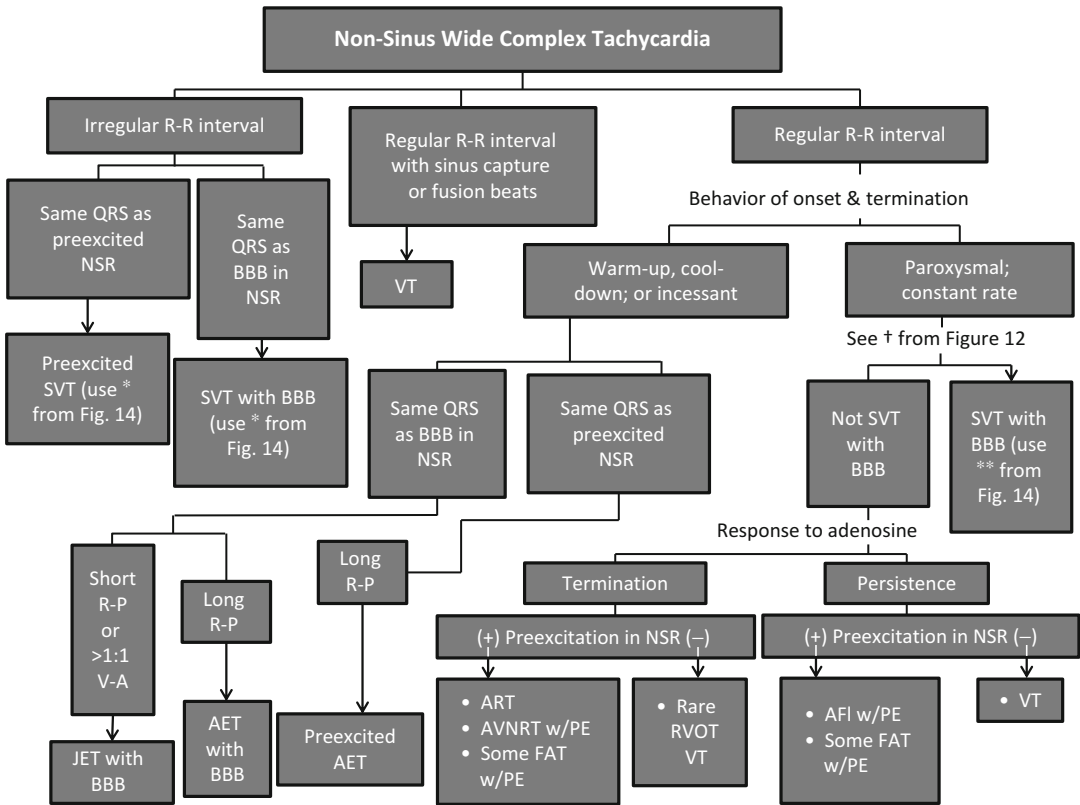 Non-Sinus Wide Complex Tachycardia
Irregular R-R interval
Regular R-R interval
with sinus capture
or fusion beats
Regular R-R interval
Same QRS as
preexcited
NSR
Same
QRS as
BBB in
NSR
VT
Behavior of onset & termination
Warm-up, cool-
down; or incessant
Paroxysmal;
constant rate
See † from Figure 12
Preexcited
SVT (use *
from Fig. 14)
SVT with BBB
(use * from
Fig. 14)
Same QRS
as BBB in
NSR
Same QRS as
preexcited
NSR
Not SVT
with
BBB
SVT with
BBB (use
** from
Fig. 14)
Response to adenosine
Short
R-P
or
>1:1
V-A
Long
R-P
Long
R-P
Termination
Persistence
(+) Preexcitation in NSR (–)
(+) Preexcitation in NSR (–)
JET with
BBB
AET
with
BBB
Preexcited
AET
• ART
• AVNRT w/PE
• Some FAT
w/PE
• Rare
RVOT
VT
• AFl w/PE
• Some FAT
w/PE
• VT